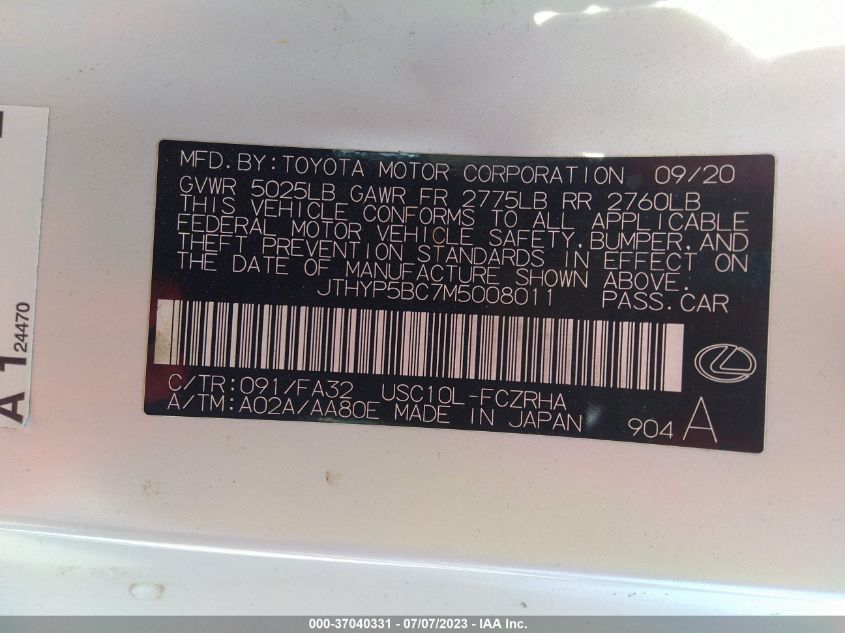 MFD. BY: TOYOTA MOTOR CORPORATION 09/20
GVWR 5025LB GAWR FR 2775LB RR 2760LB
THIS VEHICLE CONFORMS TO ALL APPLICABLE
FEDERAL MOTOR VEHICLE SAFETY, BUMPER, AND
THEFT PREVENTION STANDARDS IN EFFECT ON
THE DATE OF MANUFACTURE SHOWN ABOVE.
JTHYP5BC7M5008011 PASS. CAR
C/TR: 091/FA32 USC10L-FCZRHA
A/TM: A02A/AA80E MADE IN JAPAN 904 A
A 1
24470
000-37040331 - 07/07/2023 - IAA Inc.